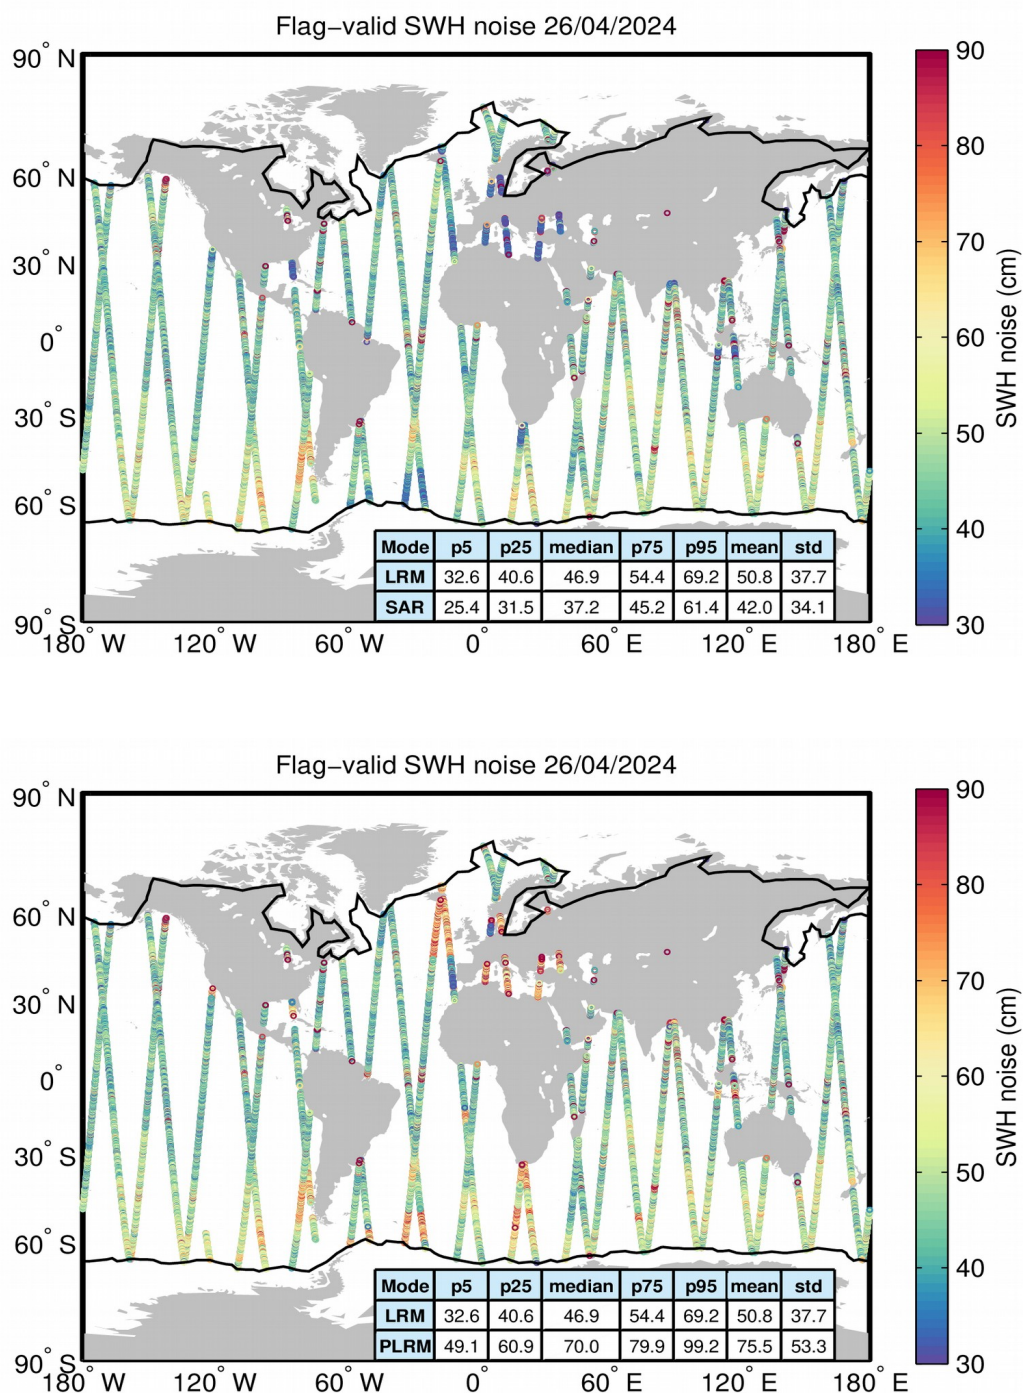 Flag−valid SWH noise 26/04/2024
90° N
60° N
30° N
0°
30° S
60° S
90° S
180° W 120° W 60° W 0° 60° E 120° E 180° E
90
80
70
60
50
40
30
SWH noise (cm)
Mode p5 p25 median p75 p95 mean std
LRM 32.6 40.6 46.9 54.4 69.2 50.8 37.7
SAR 25.4 31.5 37.2 45.2 61.4 42.0 34.1
Flag−valid SWH noise 26/04/2024
90° N
60° N
30° N
0°
30° S
60° S
90° S
180° W 120° W 60° W 0° 60° E 120° E 180° E
90
80
70
60
50
40
30
SWH noise (cm)
Mode p5 p25 median p75 p95 mean std
LRM 32.6 40.6 46.9 54.4 69.2 50.8 37.7
PLRM 49.1 60.9 70.0 79.9 99.2 75.5 53.3